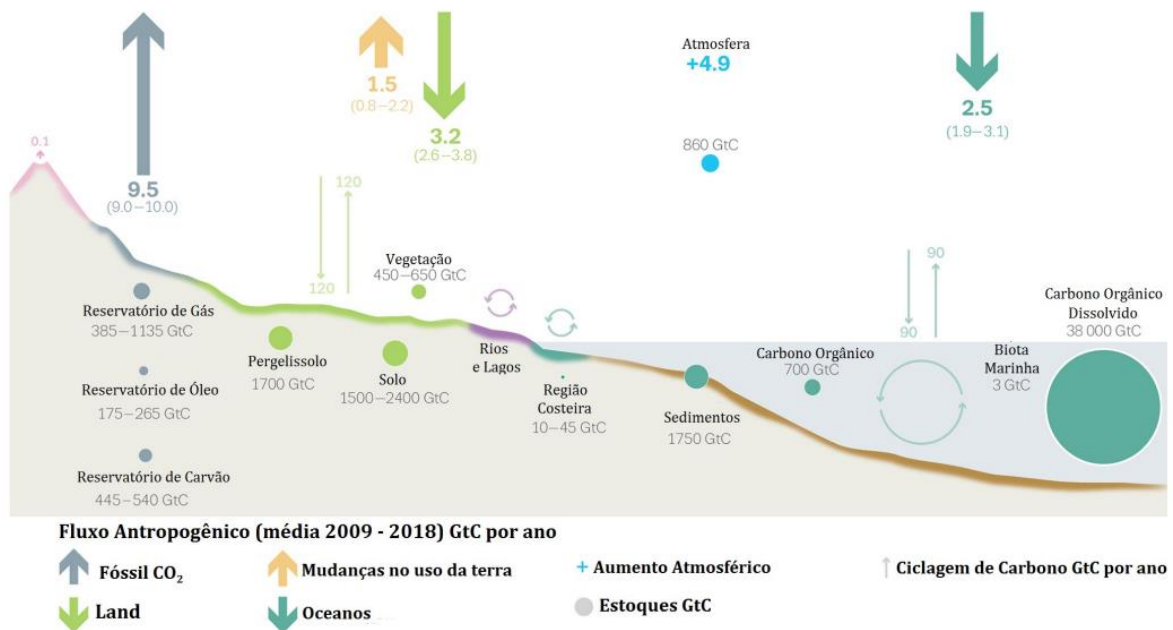 0.1
9.5
(9.0–10.0)
1.5
(0.8–2.2)
3.2
(2.6–3.8)
Atmosfera
+4.9
860 GtC
2.5
(1.9–3.1)
120
120
Vegetação
450–650 GtC
90
90
Reservatório de Gás
385–1135 GtC
Reservatório de Óleo
175–265 GtC
Reservatório de Carvão
445–540 GtC
Pergelissolo
1700 GtC
Solo
1500–2400 GtC
Rios
e Lagos
Região
Costeira
10–45 GtC
Sedimentos
1750 GtC
Carbono Orgânico
700 GtC
Biota
Marinha
3 GtC
Carbono Orgânico
Dissolvido
38 000 GtC
Fluxo Antropogênico (média 2009 - 2018) GtC por ano
Fóssil CO₂
Mudanças no uso da terra
+ Aumento Atmosférico
Ciclagem de Carbono GtC por ano
Land
Oceanos
Estoques GtC